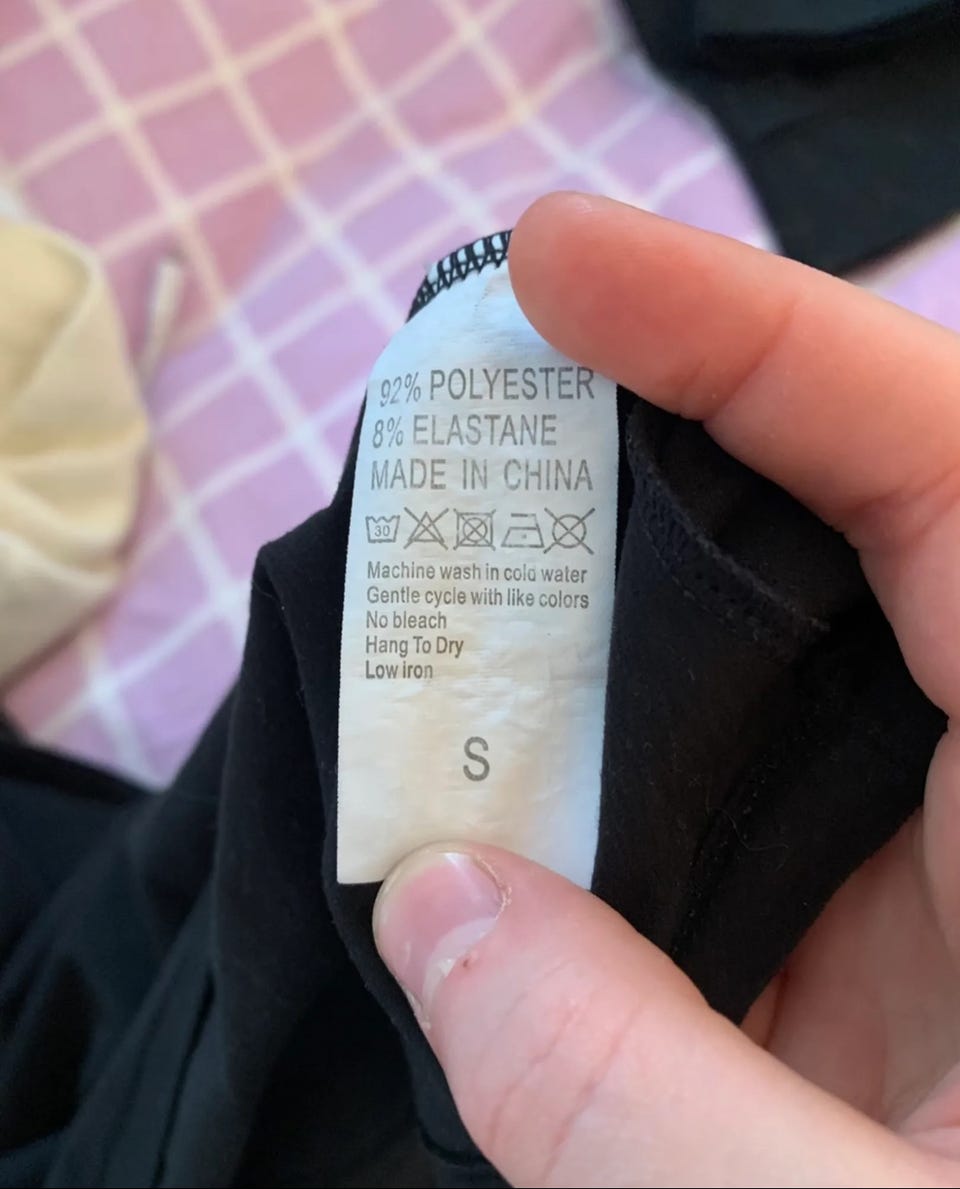 92% POLYESTER
8% ELASTANE
MADE IN CHINA
30
Machine wash in cold water
Gentle cycle with like colors
No bleach
Hang To Dry
Low iron
S